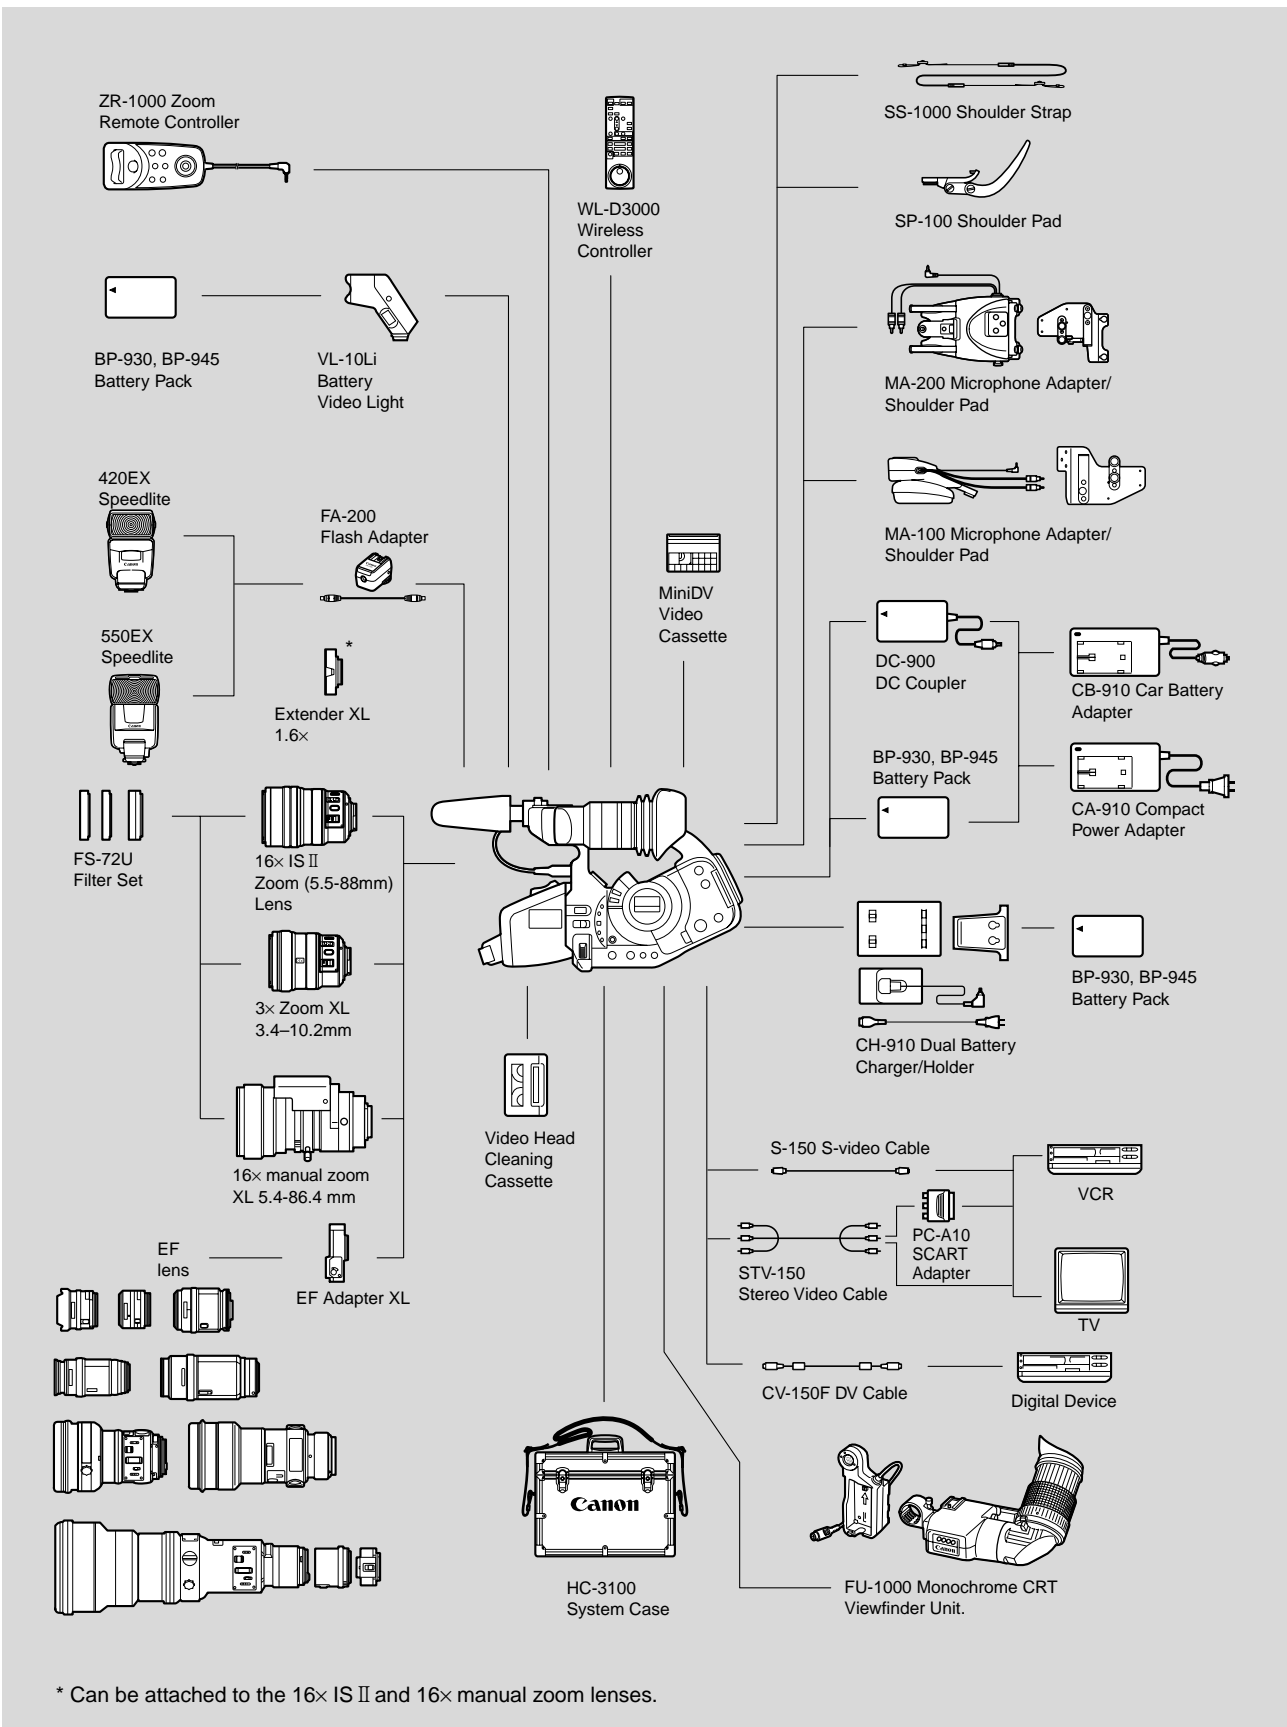 ZR-1000 Zoom
Remote Controller
WL-D3000
Wireless
Controller
SS-1000 Shoulder Strap
SP-100 Shoulder Pad
BP-930, BP-945
Battery Pack
VL-10Li
Battery
Video Light
MA-200 Microphone Adapter/
Shoulder Pad
420EX
Speedlite
Canon
FA-200
Flash Adapter
MA-100 Microphone Adapter/
Shoulder Pad
MiniDV
Video
Cassette
550EX
Speedlite
Canon
*
Extender XL
1.6×
DC-900
DC Coupler
CB-910 Car Battery
Adapter
BP-930, BP-945
Battery Pack
CA-910 Compact
Power Adapter
FS-72U
Filter Set
16× IS II
Zoom (5.5-88mm)
Lens
3× Zoom XL
3.4–10.2mm
BP-930, BP-945
Battery Pack
CH-910 Dual Battery
Charger/Holder
Video Head
Cleaning
Cassette
16× manual zoom
XL 5.4-86.4 mm
S-150 S-video Cable
VCR
PC-A10
SCART
Adapter
STV-150
Stereo Video Cable
TV
EF
lens
EF Adapter XL
CV-150F DV Cable
Digital Device
Canon
HC-3100
System Case
Canon
FU-1000 Monochrome CRT
Viewfinder Unit.
* Can be attached to the 16× IS II and 16× manual zoom lenses.